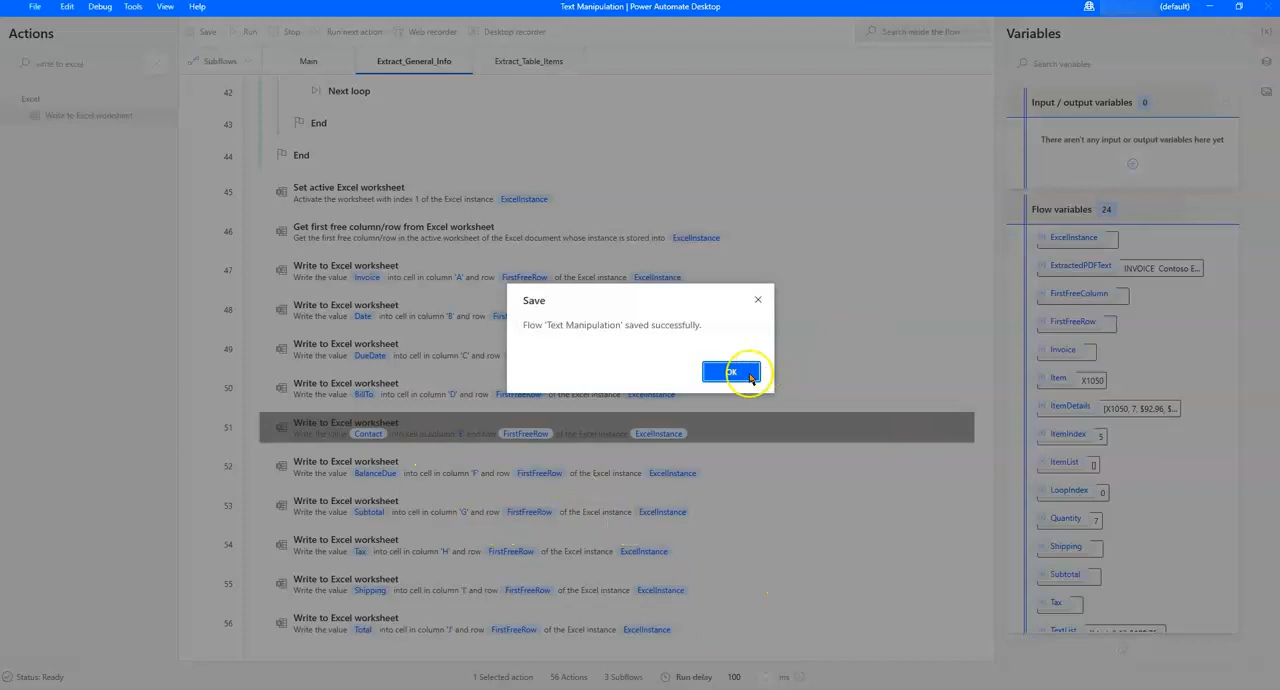 File Edit Debug Tools View Help
Text Manipulation | Power Automate Desktop
(default)
Actions
write to excel
Excel
Write to Excel worksheet
Save Run Stop Run next action Web recorder Desktop recorder
Search inside the flow
Subflows Main Extract_General_Info Extract_Table_Items
42 Next loop
43 End
44 End
45 Set active Excel worksheet
Activate the worksheet with index 1 of the Excel instance ExcelInstance
46 Get first free column/row from Excel worksheet
Get the first free column/row in the active worksheet of the Excel document whose instance is stored into ExcelInstance
47 Write to Excel worksheet
Write the value Invoice into cell in column 'A' and row FirstFreeRow of the Excel instance ExcelInstance
48 Write to Excel worksheet
Write the value Date into cell in column 'B' and row
49 Write to Excel worksheet
Write the value DueDate into cell in column 'C' and row
50 Write to Excel worksheet
Write the value BillTo into cell in column 'D' and row FirstFreeRow of the Excel instance ExcelInstance
51 Write to Excel worksheet
Write the value Contact into cell in column 'E' and row FirstFreeRow of the Excel instance ExcelInstance
52 Write to Excel worksheet
Write the value BalanceDue into cell in column 'F' and row FirstFreeRow of the Excel instance ExcelInstance
53 Write to Excel worksheet
Write the value Subtotal into cell in column 'G' and row FirstFreeRow of the Excel instance ExcelInstance
54 Write to Excel worksheet
Write the value Tax into cell in column 'H' and row FirstFreeRow of the Excel instance ExcelInstance
55 Write to Excel worksheet
Write the value Shipping into cell in column 'I' and row FirstFreeRow of the Excel instance ExcelInstance
56 Write to Excel worksheet
Write the value Total into cell in column 'J' and row FirstFreeRow of the Excel instance ExcelInstance
Save
Flow 'Text Manipulation' saved successfully.
OK
Variables
Search variables
Input / output variables 0
There aren't any input or output variables here yet
Flow variables 24
ExcelInstance
ExtractedPDFText INVOICE Contoso E...
FirstFreeColumn
FirstFreeRow
Invoice
Item X1050
ItemDetails [X1050, 7, $92.96, $...
ItemIndex 5
ItemList []
LoopIndex 0
Quantity 7
Shipping
Subtotal
Tax
TextList
Status: Ready
1 Selected action 56 Actions 3 Subflows Run delay 100 ms